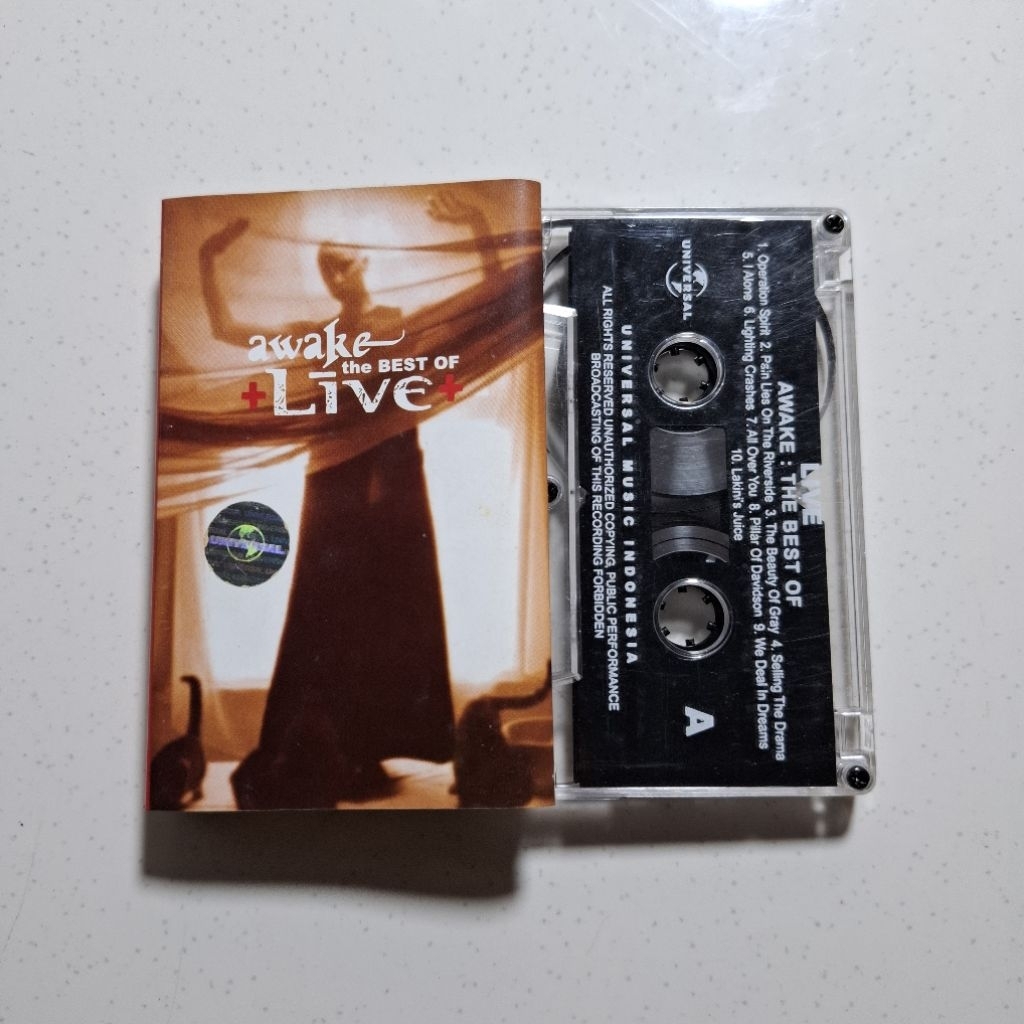 awake
the BEST OF
+ Līve +
UNIVERSAL
LIVE
AWAKE : THE BEST OF
1. Operation Spirit 2. Pain Lies On The Riverside 3. The Beauty Of Gray 4. Selling The Drama
5. I Alone 6. Lighting Crashes 7. All Over You 8. Pillar Of Davidson 9. We Deal In Dreams
10. Lakini's Juice
UNIVERSAL
A
UNIVERSAL MUSIC INDONESIA
ALL RIGHTS RESERVED UNAUTHORIZED COPYING, PUBLIC PERFORMANCE
BROADCASTING OF THIS RECORDING FORBIDDEN